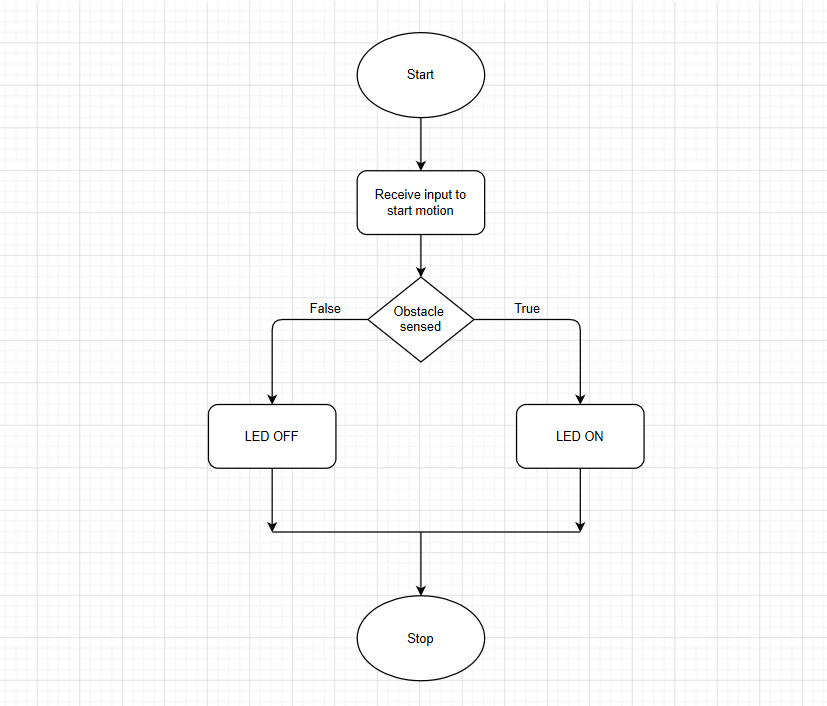 Start
Receive input to
start motion
False
True
Obstacle
sensed
LED OFF
LED ON
Stop